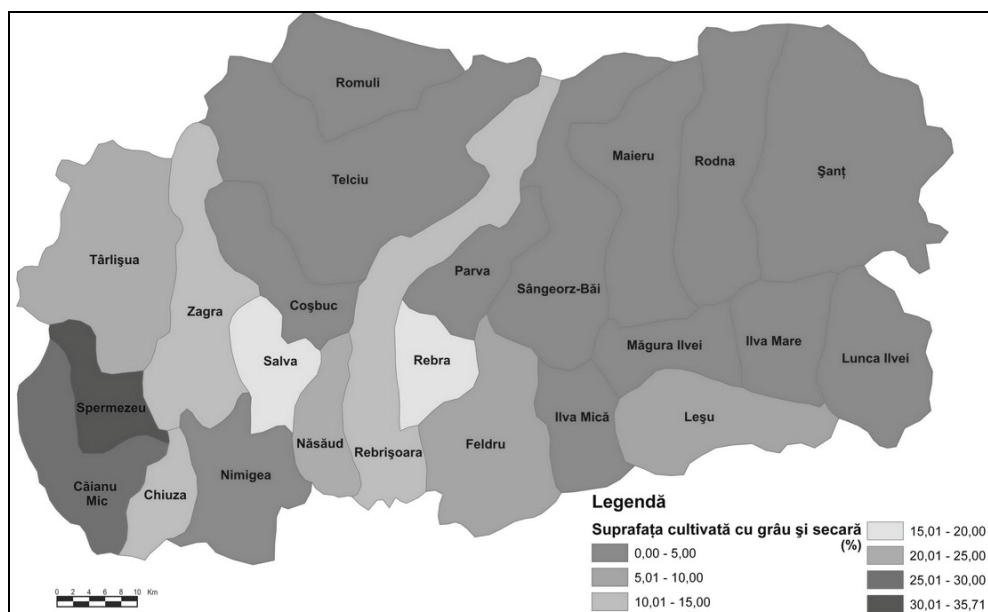 Romuli
Maieru
Rodna
Telciu
Şanţ
Târlişua
Parva
Sângeorz-Băi
Coşbuc
Zagra
Salva
Rebra
Măgura Ilvei
Ilva Mare
Lunca Ilvei
Spermezeu
Ilva Mică
Leşu
Năsăud
Feldru
Rebrişoara
Nimigea
Căianu
Mic
Chiuza
Legendă
Suprafaţa cultivată cu grâu şi secară
(%)
0,00 - 5,00
5,01 - 10,00
10,01 - 15,00
15,01 - 20,00
20,01 - 25,00
25,01 - 30,00
30,01 - 35,71
0 2 4 6 8 10 Km